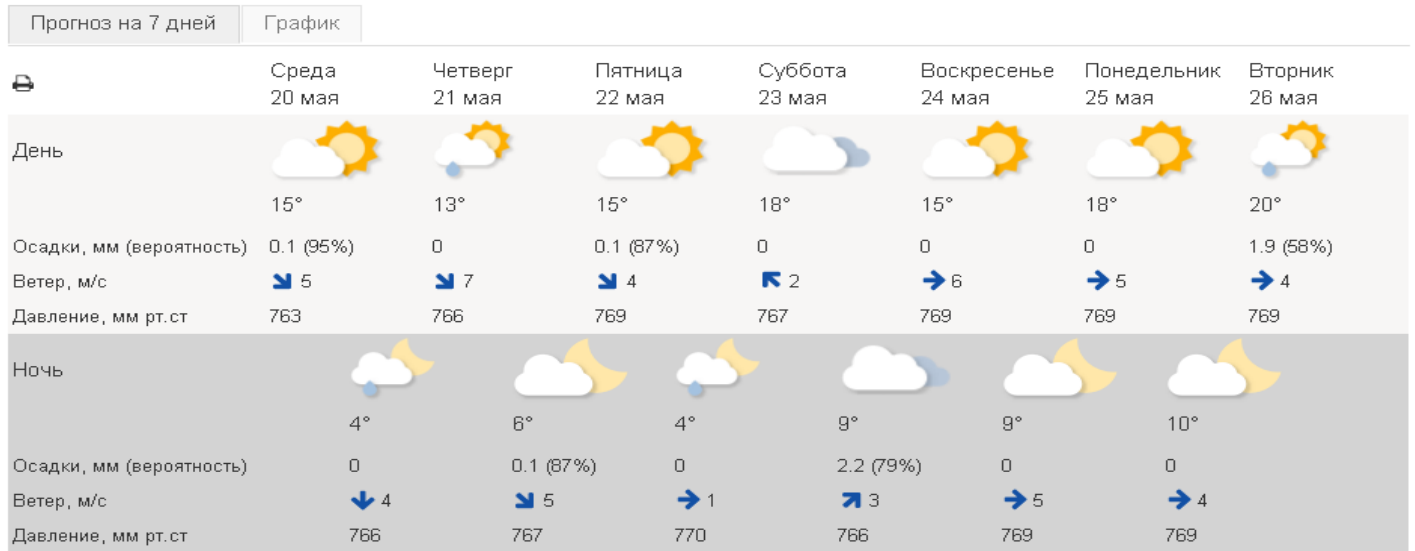 Прогноз на 7 дней График
Среда Четверг Пятница Суббота Воскресенье Понедельник Вторник
20 мая 21 мая 22 мая 23 мая 24 мая 25 мая 26 мая
День
15° 13° 15° 18° 15° 18° 20°
Осадки, мм (вероятность) 0.1 (95%) 0 0.1 (87%) 0 0 0 1.9 (58%)
Ветер, м/с 5 7 4 2 6 5 4
Давление, мм рт.ст 763 766 769 767 769 769 769
Ночь
4° 6° 4° 9° 9° 10°
Осадки, мм (вероятность) 0 0.1 (87%) 0 2.2 (79%) 0 0
Ветер, м/с 4 5 1 3 5 4
Давление, мм рт.ст 766 767 770 766 769 769